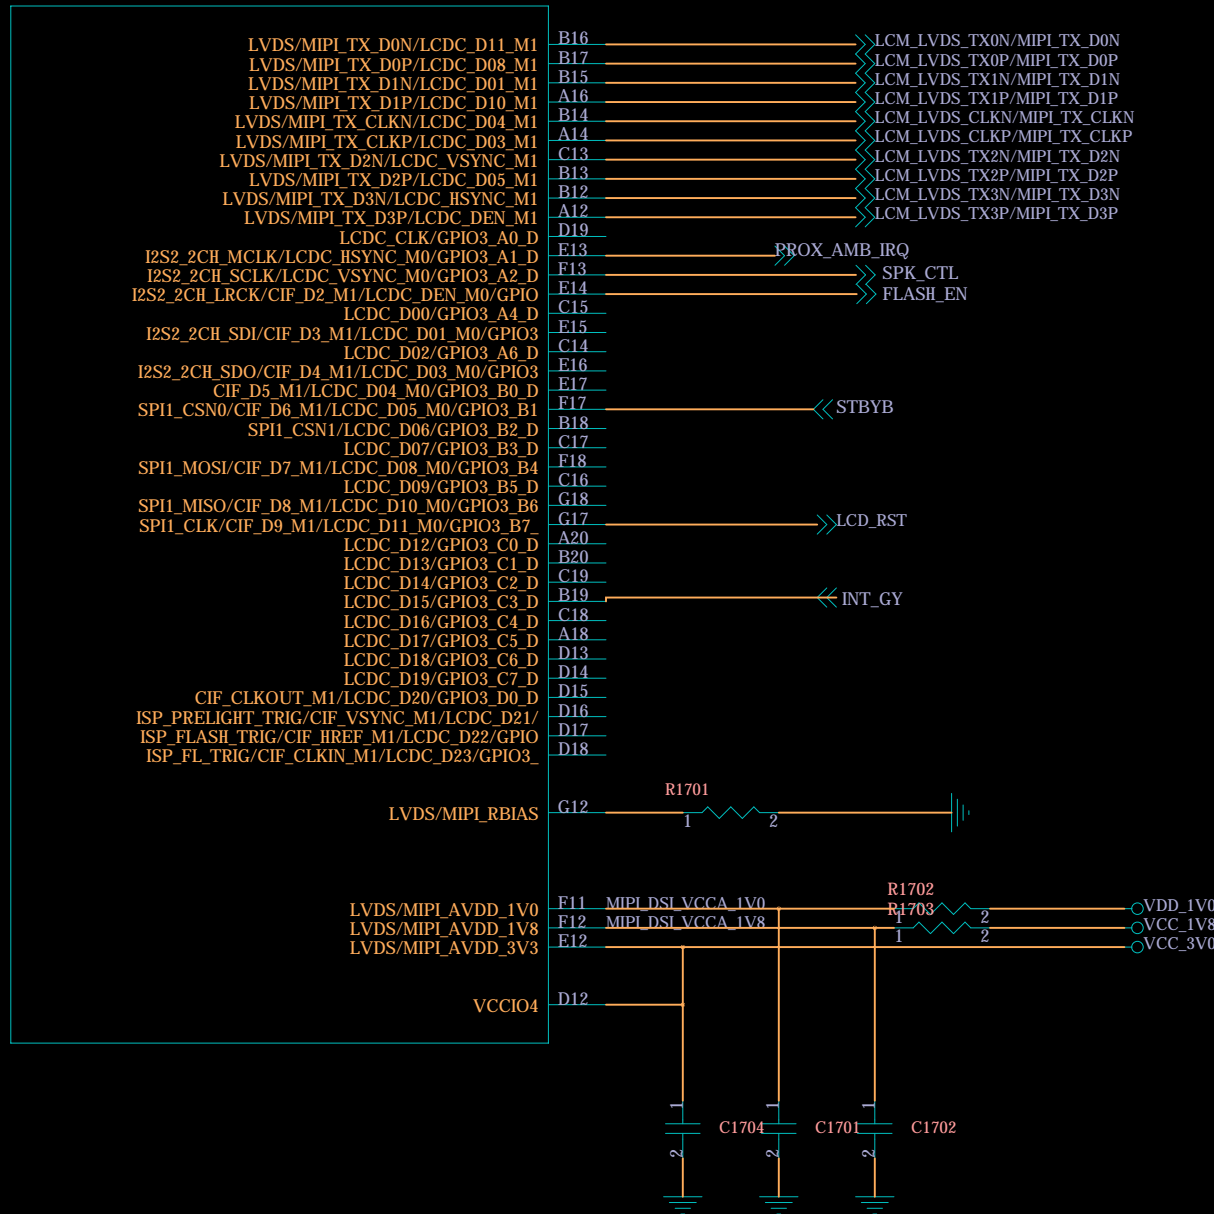 LVDS/MIPI_TX_D0N/LCDC_D11_M1 B16 LCM_LVDS_TX0N/MIPI_TX_D0N
LVDS/MIPI_TX_D0P/LCDC_D08_M1 B17 LCM_LVDS_TX0P/MIPI_TX_D0P
LVDS/MIPI_TX_D1N/LCDC_D01_M1 B15 LCM_LVDS_TX1N/MIPI_TX_D1N
LVDS/MIPI_TX_D1P/LCDC_D10_M1 A16 LCM_LVDS_TX1P/MIPI_TX_D1P
LVDS/MIPI_TX_CLKN/LCDC_D04_M1 B14 LCM_LVDS_CLKN/MIPI_TX_CLKN
LVDS/MIPI_TX_CLKP/LCDC_D03_M1 A14 LCM_LVDS_CLKP/MIPI_TX_CLKP
LVDS/MIPI_TX_D2N/LCDC_VSYNC_M1 C13 LCM_LVDS_TX2N/MIPI_TX_D2N
LVDS/MIPI_TX_D2P/LCDC_D05_M1 B13 LCM_LVDS_TX2P/MIPI_TX_D2P
LVDS/MIPI_TX_D3N/LCDC_HSYNC_M1 B12 LCM_LVDS_TX3N/MIPI_TX_D3N
LVDS/MIPI_TX_D3P/LCDC_DEN_M1 A12 LCM_LVDS_TX3P/MIPI_TX_D3P
LCDC_CLK/GPIO3_A0_D D19
I2S2_2CH_MCLK/LCDC_HSYNC_M0/GPIO3_A1_D E13 PROX_AMB_IRQ
I2S2_2CH_SCLK/LCDC_VSYNC_M0/GPIO3_A2_D F13 SPK_CTL
I2S2_2CH_LRCK/CIF_D2_M1/LCDC_DEN_M0/GPIO E14 FLASH_EN
LCDC_D00/GPIO3_A4_D C15
I2S2_2CH_SDI/CIF_D3_M1/LCDC_D01_M0/GPIO3 E15
LCDC_D02/GPIO3_A6_D C14
I2S2_2CH_SDO/CIF_D4_M1/LCDC_D03_M0/GPIO3 E16
CIF_D5_M1/LCDC_D04_M0/GPIO3_B0_D E17
SPI1_CSN0/CIF_D6_M1/LCDC_D05_M0/GPIO3_B1 F17 STBYB
SPI1_CSN1/LCDC_D06/GPIO3_B2_D B18
LCDC_D07/GPIO3_B3_D C17
SPI1_MOSI/CIF_D7_M1/LCDC_D08_M0/GPIO3_B4 F18
LCDC_D09/GPIO3_B5_D C16
SPI1_MISO/CIF_D8_M1/LCDC_D10_M0/GPIO3_B6 G18
SPI1_CLK/CIF_D9_M1/LCDC_D11_M0/GPIO3_B7_ G17 LCD_RST
LCDC_D12/GPIO3_C0_D A20
LCDC_D13/GPIO3_C1_D B20
LCDC_D14/GPIO3_C2_D C19
LCDC_D15/GPIO3_C3_D B19 INT_GY
LCDC_D16/GPIO3_C4_D C18
LCDC_D17/GPIO3_C5_D A18
LCDC_D18/GPIO3_C6_D D13
LCDC_D19/GPIO3_C7_D D14
CIF_CLKOUT_M1/LCDC_D20/GPIO3_D0_D D15
ISP_PRELIGHT_TRIG/CIF_VSYNC_M1/LCDC_D21/ D16
ISP_FLASH_TRIG/CIF_HREF_M1/LCDC_D22/GPIO D17
ISP_FL_TRIG/CIF_CLKIN_M1/LCDC_D23/GPIO3_ D18
R1701
LVDS/MIPI_RBIAS G12 1 2
R1702
LVDS/MIPI_AVDD_1V0 F11 MIPI_DSI_VCCA_1V0 1 2 VDD_1V0
R1703
LVDS/MIPI_AVDD_1V8 F12 MIPI_DSI_VCCA_1V8 1 2 VCC_1V8
LVDS/MIPI_AVDD_3V3 E12 VCC_3V0
VCCIO4 D12
1 1 1
C1704 C1701 C1702
2 2 2